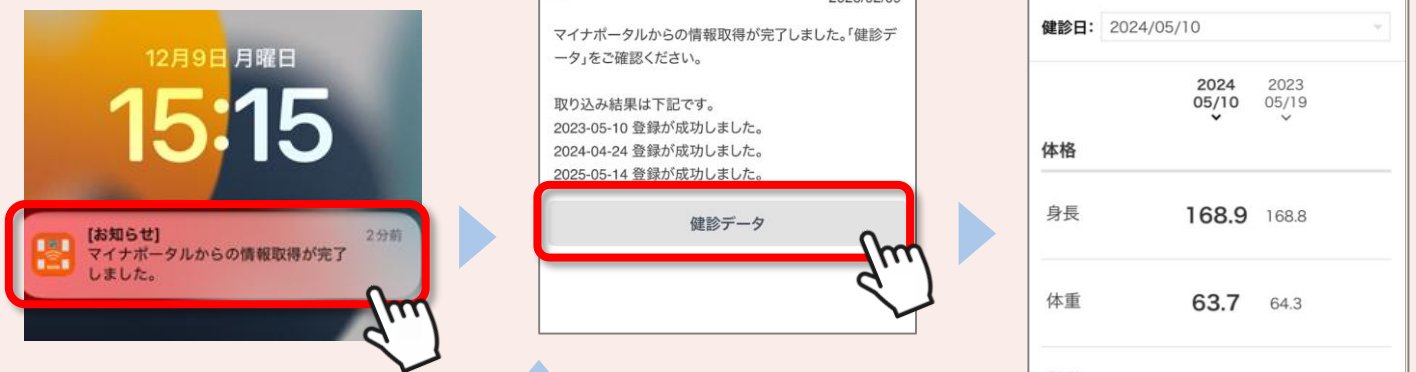 12月9日 月曜日
15:15
[お知らせ]
2分前
マイナポータルからの情報取得が完了
しました。
マイナポータルからの情報取得が完了しました。「健診デ
ータ」をご確認ください。
取り込み結果は下記です。
2023-05-10 登録が成功しました。
2024-04-24 登録が成功しました。
2025-05-14 登録が成功しました。
健診データ
健診日: 2024/05/10
2024 2023
05/10 05/19
体格
身長 168.9 168.8
体重 63.7 64.3